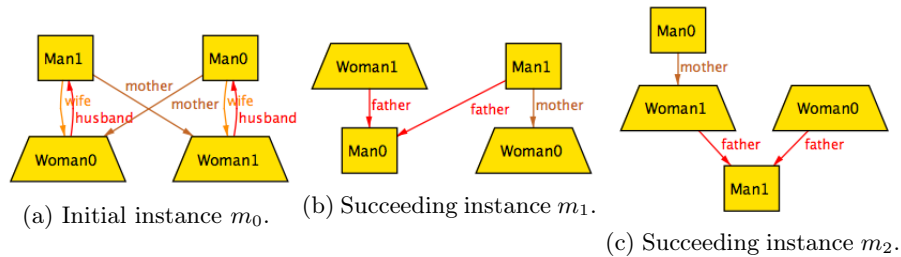 Man1
Man0
mother
mother
wife
wife
husband
husband
Woman0
Woman1
(a) Initial instance m₀.
Woman1
Man1
father
father
mother
Man0
Woman0
(b) Succeeding instance m₁.
Man0
mother
Woman1
Woman0
father
father
Man1
(c) Succeeding instance m₂.